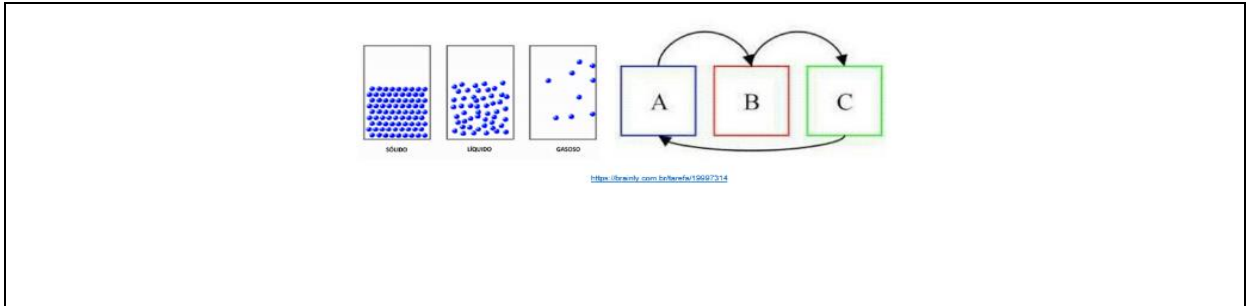 A B C
SÓLIDO LÍQUIDO GASOSO
https://brainly.com.br/tarefa/19997314